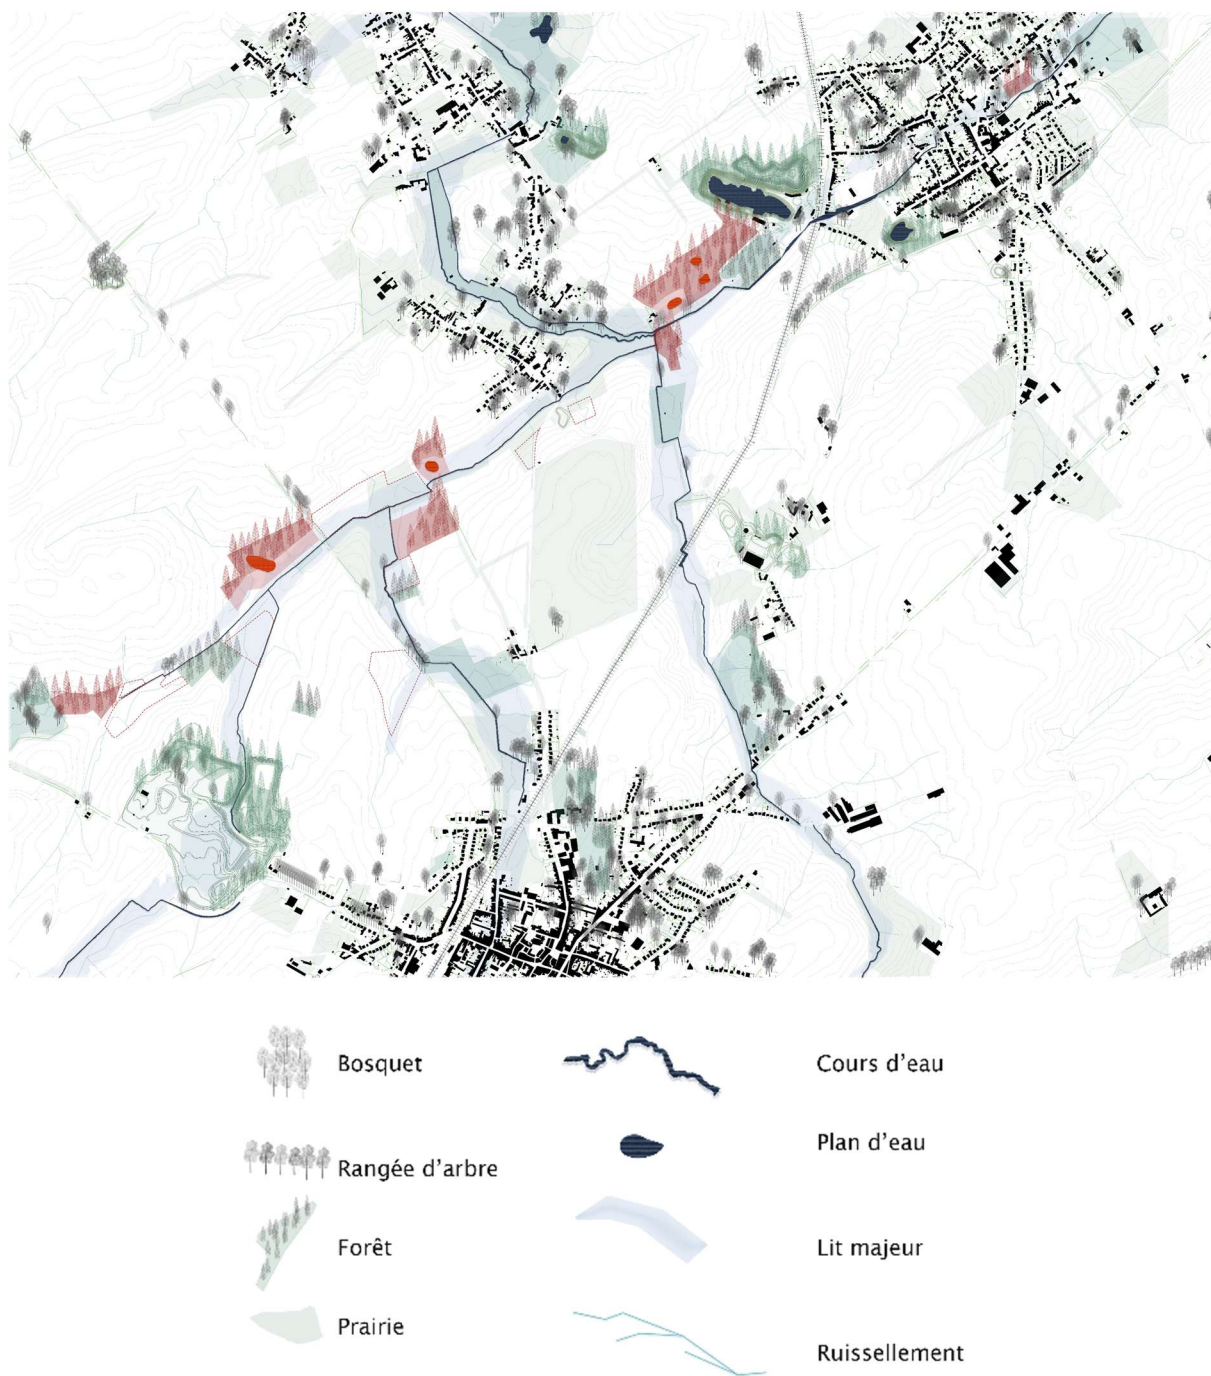 Bosquet
Cours d'eau
Rangée d'arbre
Plan d'eau
Forêt
Lit majeur
Prairie
Ruissellement